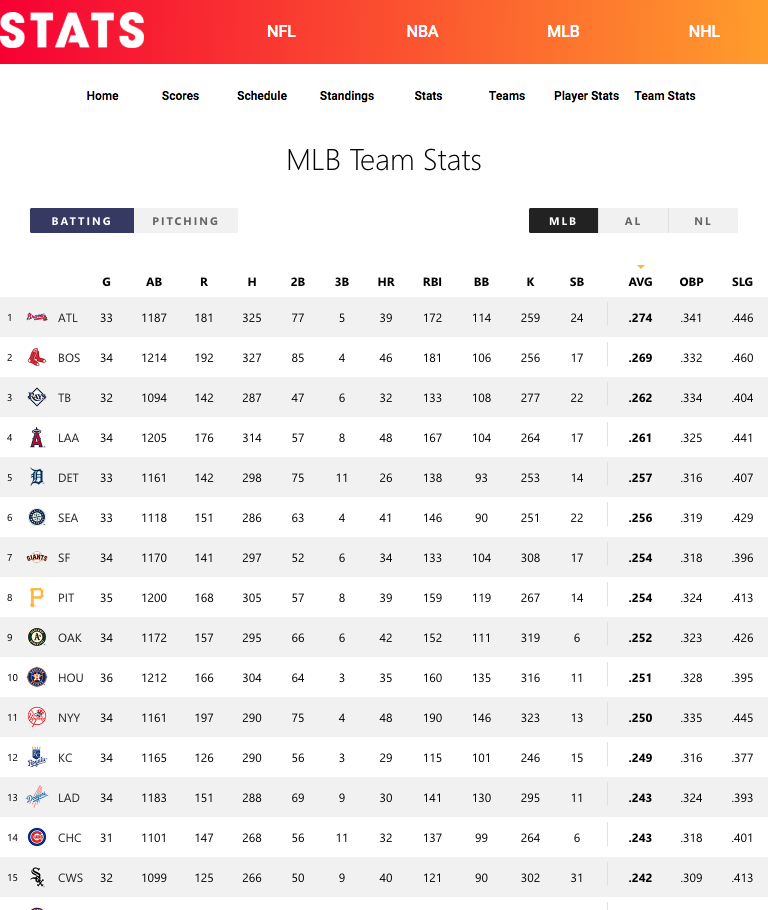 STATS NFL NBA MLB NHL
Home Scores Schedule Standings Stats Teams Player Stats Team Stats
MLB Team Stats
BATTING PITCHING MLB AL NL
G AB R H 2B 3B HR RBI BB K SB AVG OBP SLG
1 Braves ATL 33 1187 181 325 77 5 39 172 114 259 24 .274 .341 .446
2 BOS 34 1214 192 327 85 4 46 181 106 256 17 .269 .332 .460
3 RAYS TB 32 1094 142 287 47 6 32 133 108 277 22 .262 .334 .404
4 A LAA 34 1205 176 314 57 8 48 167 104 264 17 .261 .325 .441
5 D DET 33 1161 142 298 75 11 26 138 93 253 14 .257 .316 .407
6 SEA 33 1118 151 286 63 4 41 146 90 251 22 .256 .319 .429
7 GIANTS SF 34 1170 141 297 52 6 34 133 104 308 17 .254 .318 .396
8 P PIT 35 1200 168 305 57 8 39 159 119 267 14 .254 .324 .413
9 A's OAK 34 1172 157 295 66 6 42 152 111 319 6 .252 .323 .426
10 H HOU 36 1212 166 304 64 3 35 160 135 316 11 .251 .328 .395
11 NYY 34 1161 197 290 75 4 48 190 146 323 13 .250 .335 .445
12 KC Royals KC 34 1165 126 290 56 3 29 115 101 246 15 .249 .316 .377
13 Dodgers LAD 34 1183 151 288 69 9 30 141 130 295 11 .243 .324 .393
14 CHC 31 1101 147 268 56 11 32 137 99 264 6 .243 .318 .401
15 Sox CWS 32 1099 125 266 50 9 40 121 90 302 31 .242 .309 .413